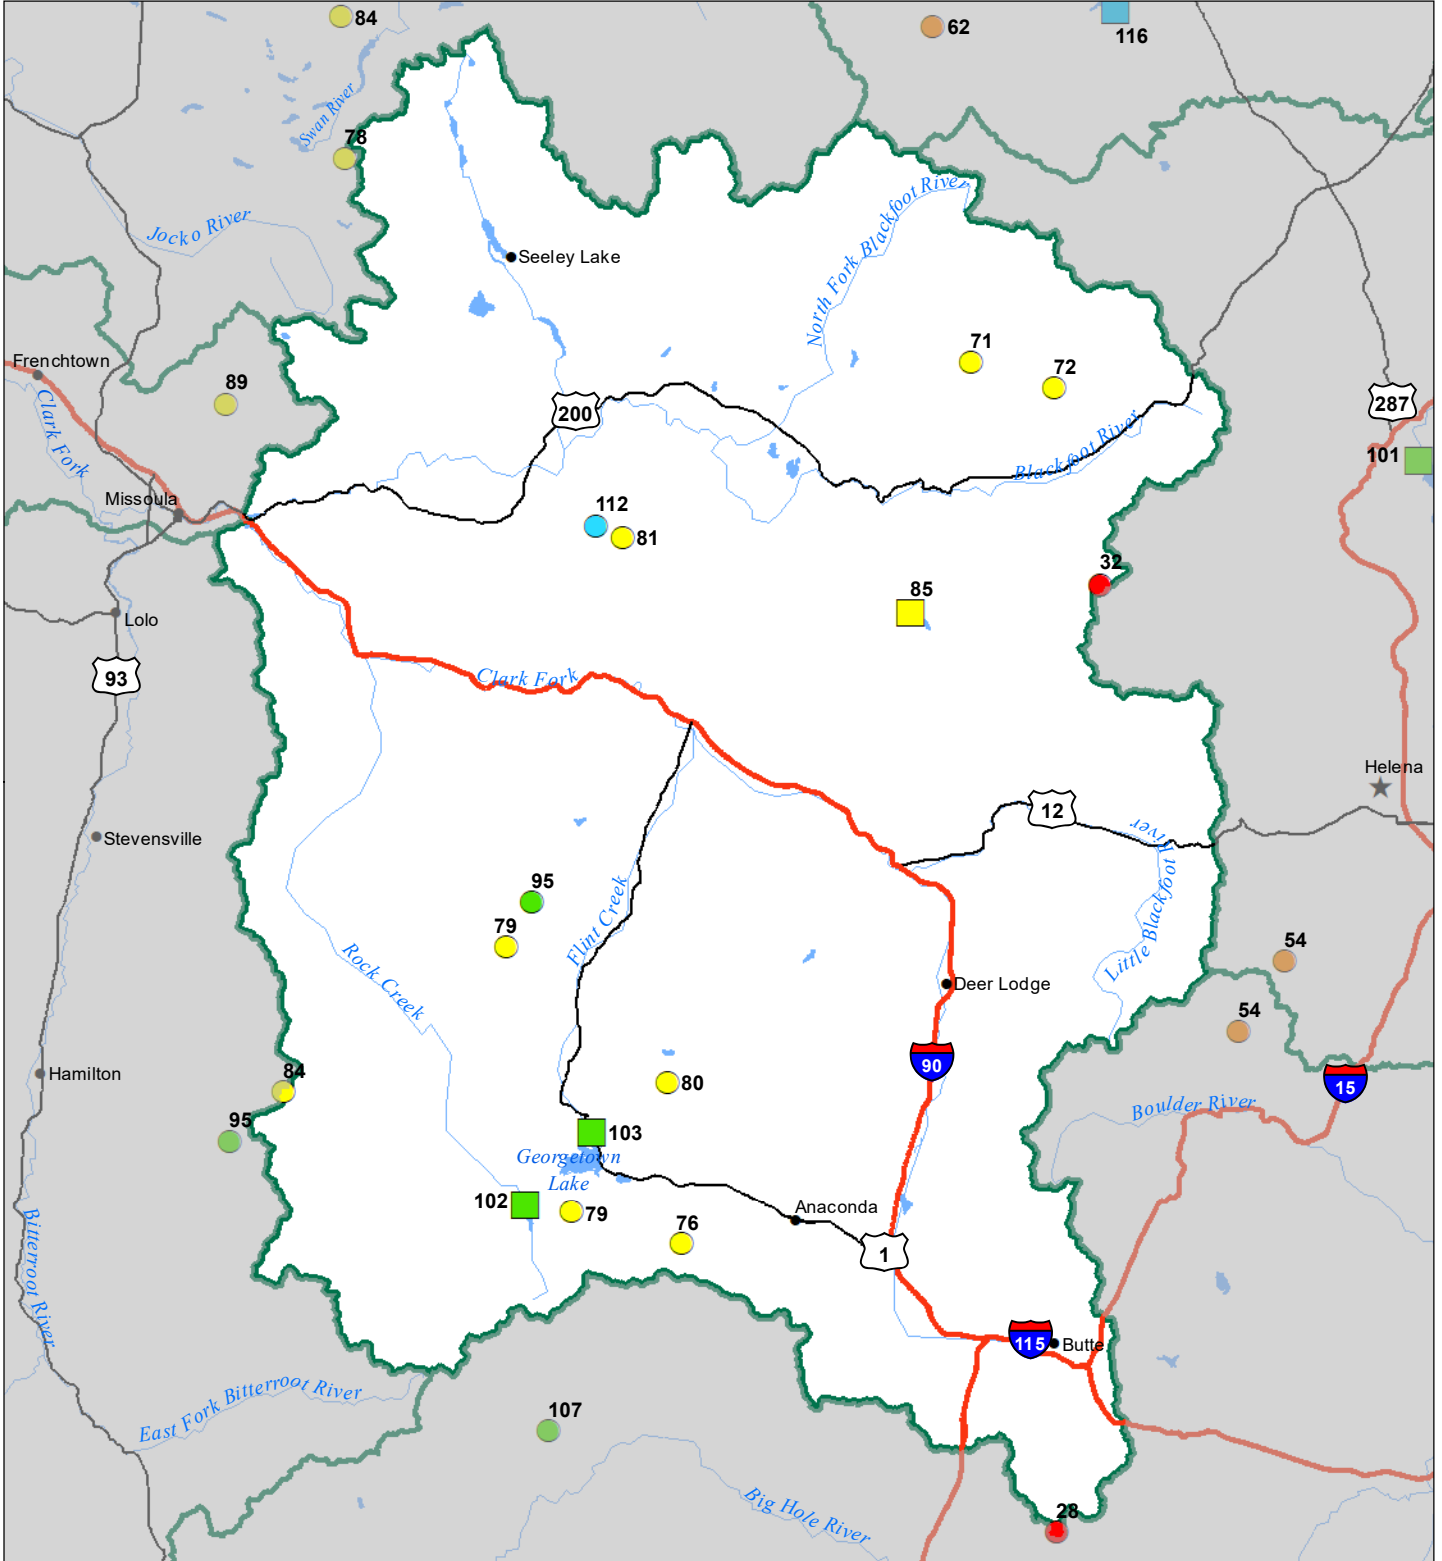 84
62
116
Swan River
78
North Fork Blackfoot River
Jocko River
Seeley Lake
71
72
Frenchtown
89
Clark Fork
200
287
Blackfoot River
101
Missoula
112
81
32
85
Lolo
93
Clark Fork
Helena
12
Stevensville
Little Blackfoot River
95
79
Flint Creek
Rock Creek
54
Deer Lodge
54
90
Hamilton
84
80
15
95
Boulder River
103
Georgetown
Lake
102
79
Anaconda
76
1
Bitterroot River
115
Butte
East Fork Bitterroot River
107
Big Hole River
28